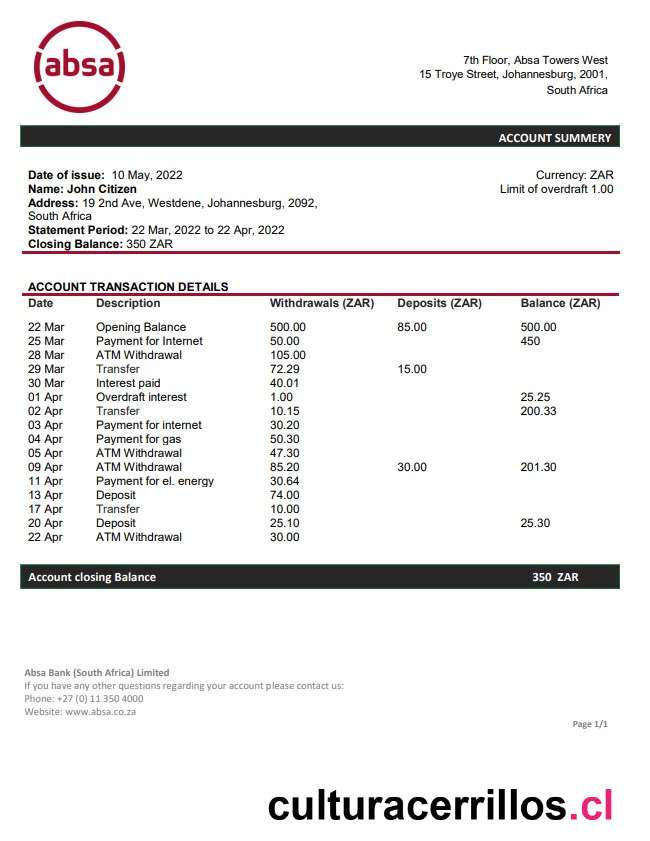 absa
7th Floor, Absa Towers West
15 Troye Street, Johannesburg, 2001,
South Africa
ACCOUNT SUMMERY
Date of issue: 10 May, 2022
Currency: ZAR
Name: John Citizen
Limit of overdraft 1.00
Address: 19 2nd Ave, Westdene, Johannesburg, 2092,
South Africa
Statement Period: 22 Mar, 2022 to 22 Apr, 2022
Closing Balance: 350 ZAR
ACCOUNT TRANSACTION DETAILS
Date Description Withdrawals (ZAR) Deposits (ZAR) Balance (ZAR)
22 Mar Opening Balance 500.00 85.00 500.00
25 Mar Payment for Internet 50.00 450
28 Mar ATM Withdrawal 105.00
29 Mar Transfer 72.29 15.00
30 Mar Interest paid 40.01
01 Apr Overdraft interest 1.00 25.25
02 Apr Transfer 10.15 200.33
03 Apr Payment for internet 30.20
04 Apr Payment for gas 50.30
05 Apr ATM Withdrawal 47.30
09 Apr ATM Withdrawal 85.20 30.00 201.30
11 Apr Payment for el. energy 30.64
13 Apr Deposit 74.00
17 Apr Transfer 10.00
20 Apr Deposit 25.10 25.30
22 Apr ATM Withdrawal 30.00
Account closing Balance 350 ZAR
Absa Bank (South Africa) Limited
If you have any other questions regarding your account please contact us:
Phone: +27 (0) 11 350 4000
Website: www.absa.co.za
Page 1/1
culturacerrillos.cl